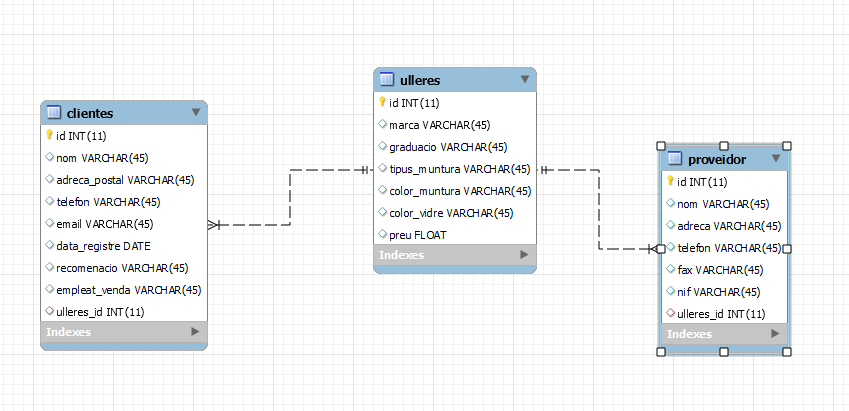 clientes
id INT(11)
nom VARCHAR(45)
adreca_postal VARCHAR(45)
telefon VARCHAR(45)
email VARCHAR(45)
data_registre DATE
recomenacio VARCHAR(45)
empleat_venda VARCHAR(45)
ulleres_id INT(11)
Indexes
ulleres
id INT(11)
marca VARCHAR(45)
graduacio VARCHAR(45)
tipus_muntura VARCHAR(45)
color_muntura VARCHAR(45)
color_vidre VARCHAR(45)
preu FLOAT
Indexes
proveidor
id INT(11)
nom VARCHAR(45)
adreca VARCHAR(45)
telefon VARCHAR(45)
fax VARCHAR(45)
nif VARCHAR(45)
ulleres_id INT(11)
Indexes